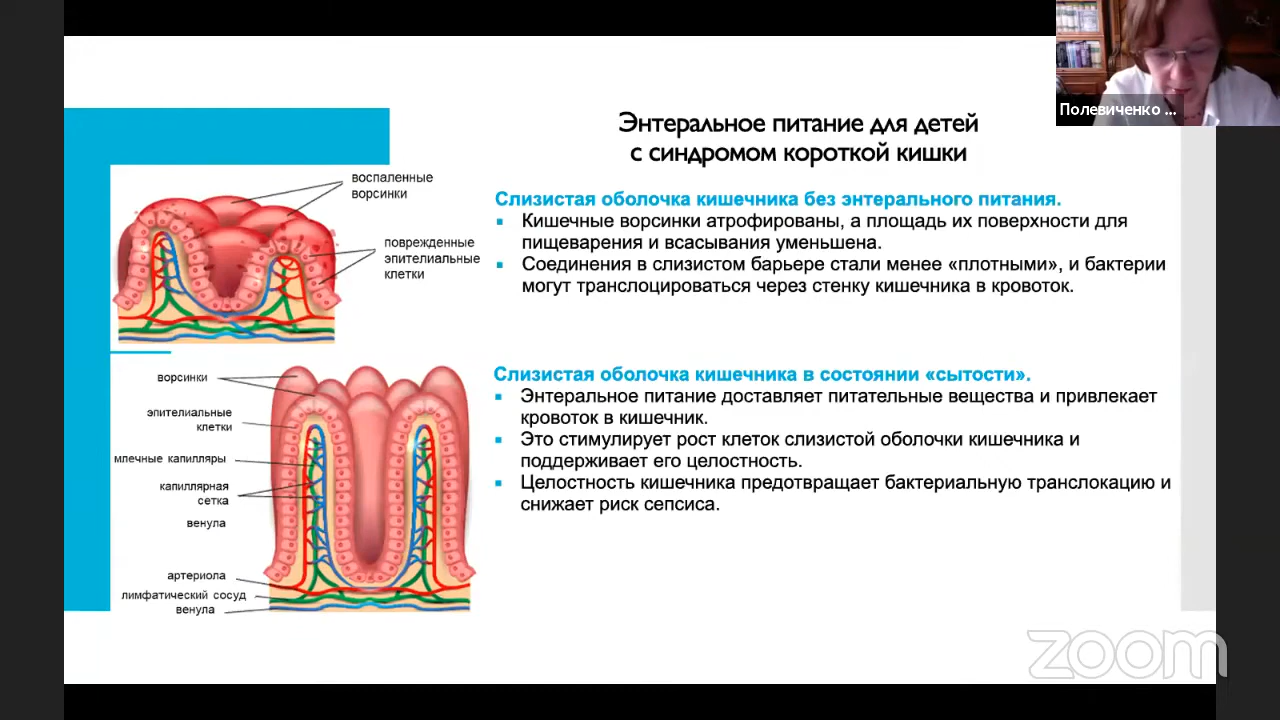 Полевиченко ...
Энтеральное питание для детей
с синдромом короткой кишки
воспаленные
ворсинки
поврежденные
эпителиальные
клетки
Слизистая оболочка кишечника без энтерального питания.
Кишечные ворсинки атрофированы, а площадь их поверхности для
пищеварения и всасывания уменьшена.
Соединения в слизистом барьере стали менее «плотными», и бактерии
могут транслоцироваться через стенку кишечника в кровоток.
ворсинки
эпителиальные
клетки
млечные капилляры
капиллярная
сетка
венула
артериола
лимфатический сосуд
венула
Слизистая оболочка кишечника в состоянии «сытости».
Энтеральное питание доставляет питательные вещества и привлекает
кровоток в кишечник.
Это стимулирует рост клеток слизистой оболочки кишечника и
поддерживает его целостность.
Целостность кишечника предотвращает бактериальную транслокацию и
снижает риск сепсиса.
zoom